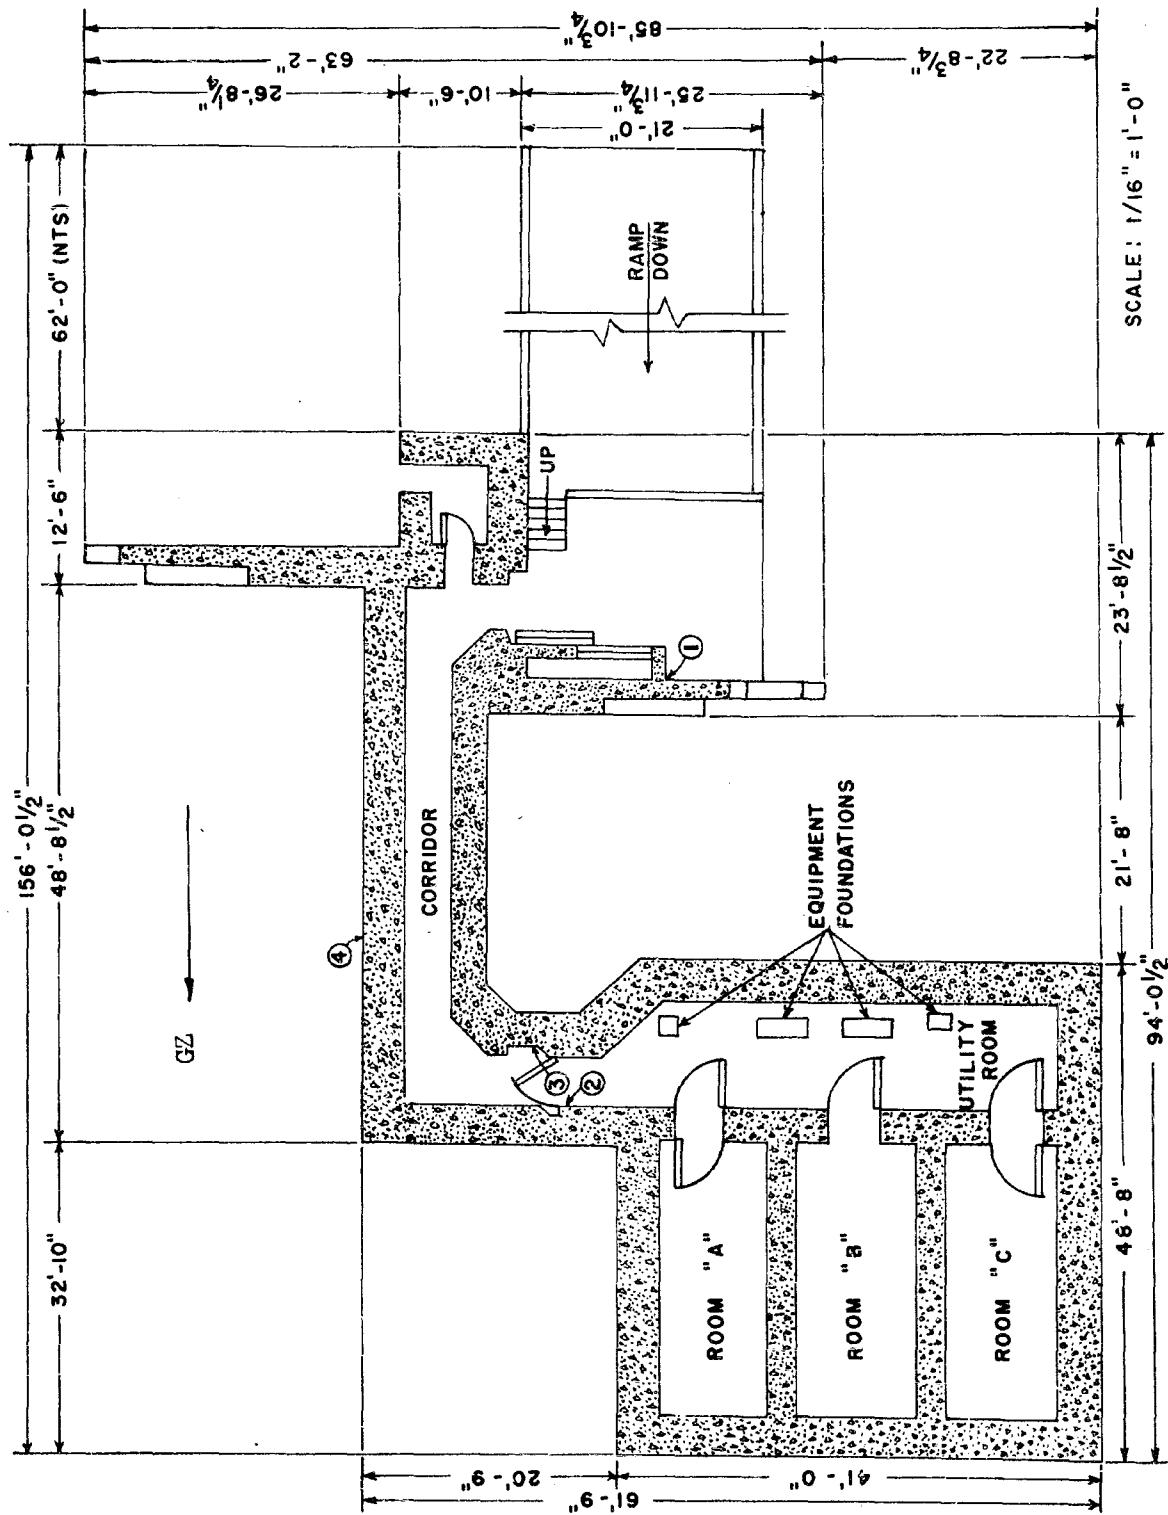 156'-0 1/2"
62'-0" (NTS)
12'-6"
48'-8 1/2"
32'-10"
85'-10 3/4"
63'-2"
22'-8 3/4"
26'-8 1/4"
10'-6"
25'-11 3/4"
21'-0"
RAMP
DOWN
UP
GZ
CORRIDOR
1
2
3
4
EQUIPMENT
FOUNDATIONS
UTILITY
ROOM
ROOM "A"
ROOM "B"
ROOM "C"
20'-9"
41'-0"
61'-9"
23'-8 1/2"
21'-8"
48'-8"
94'-0 1/2"
SCALE: 1/16" = 1'-0"